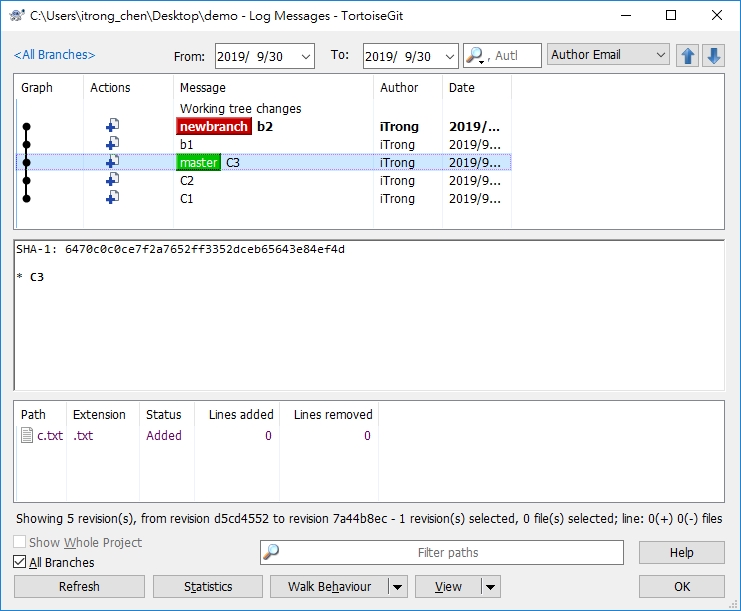 C:\Users\itrong_chen\Desktop\demo - Log Messages - TortoiseGit
<All Branches> From: 2019/ 9/30 To: 2019/ 9/30 , Autl Author Email
Graph Actions Message Author Date
Working tree changes
newbranch b2 iTrong 2019/...
b1 iTrong 2019/9...
master C3 iTrong 2019/9...
C2 iTrong 2019/9...
C1 iTrong 2019/9...
SHA-1: 6470c0c0ce7f2a7652ff3352dceb65643e84ef4d
* C3
Path Extension Status Lines added Lines removed
c.txt .txt Added 0 0
Showing 5 revision(s), from revision d5cd4552 to revision 7a44b8ec - 1 revision(s) selected, 0 file(s) selected; line: 0(+) 0(-) files
Show Whole Project
All Branches
Filter paths
Help
Refresh Statistics Walk Behaviour View OK